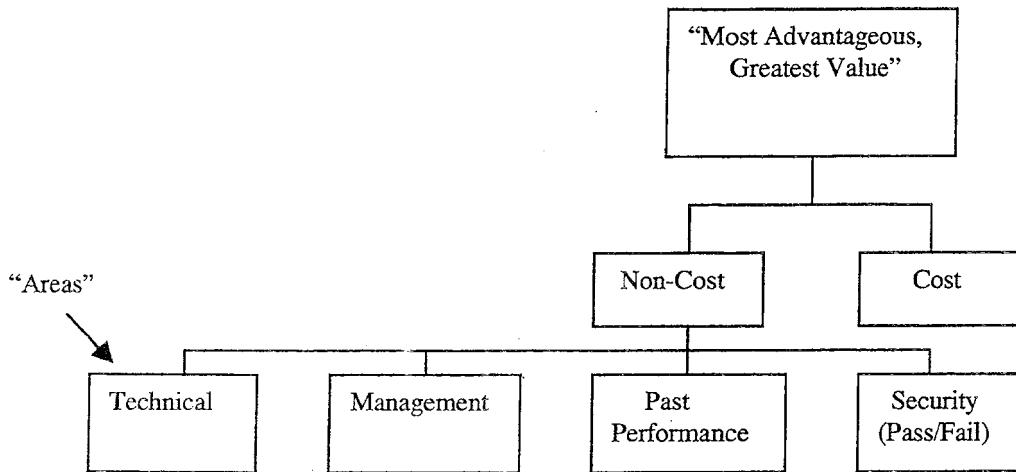 “Most Advantageous,
Greatest Value”
Non-Cost
Cost
“Areas”
Technical
Management
Past
Performance
Security
(Pass/Fail)